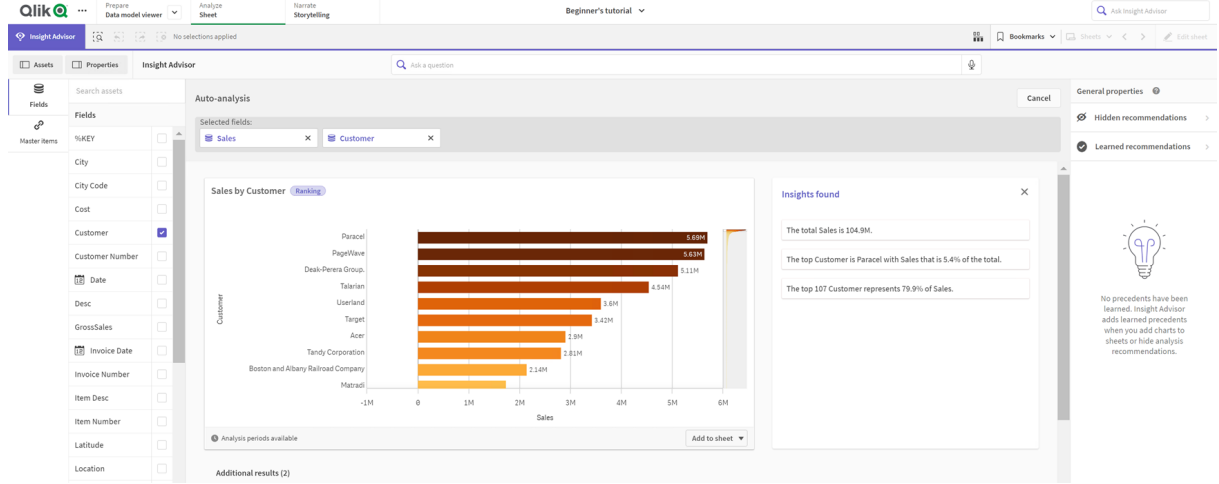 Qlik
Prepare
Data model viewer
Analyze
Sheet
Narrate
Storytelling
Beginner's tutorial
Ask Insight Advisor
Insight Advisor
No selections applied
Bookmarks
Sheets
Edit sheet
Assets
Properties
Insight Advisor
Ask a question
Fields
Master items
Search assets
Fields
%KEY
City
City Code
Cost
Customer
Customer Number
Date
Desc
GrossSales
Invoice Date
Invoice Number
Item Desc
Item Number
Latitude
Location
Auto-analysis
Cancel
Selected fields:
Sales
Customer
Sales by Customer
Ranking
Customer
Paracel
5.69M
PageWave
5.63M
Deak-Perera Group.
5.11M
Talarian
4.54M
Userland
3.6M
Target
3.42M
Acer
2.9M
Tandy Corporation
2.81M
Boston and Albany Railroad Company
2.14M
Matradi
-1M 0 1M 2M 3M 4M 5M 6M
Sales
Analysis periods available
Add to sheet
Additional results (2)
Insights found
The total Sales is 104.9M.
The top Customer is Paracel with Sales that is 5.4% of the total.
The top 107 Customer represents 79.9% of Sales.
General properties
Hidden recommendations
Learned recommendations
No precedents have been
learned. Insight Advisor
adds learned precedents
when you add charts to
sheets or hide analysis
recommendations.